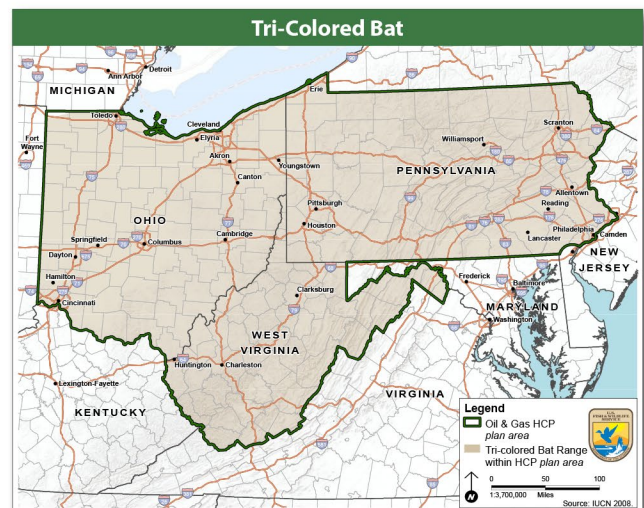 Tri-Colored Bat
Detroit
Ann Arbor
MICHIGAN
Erie
Toledo
Cleveland
Elyria
Scranton
Fort
Wayne
Williamsport
Akron
Youngstown
PENNSYLVANIA
Canton
Allentown
Reading
Pittsburgh
OHIO
Houston
Philadelphia
Springfield
Columbus
Cambridge
Lancaster
Camden
Dayton
NEW
JERSEY
Hamilton
Frederick
Baltimore
Clarksburg
MARYLAND
Cincinnati
Washington
WEST
VIRGINIA
Huntington
Charleston
Lexington-Fayette
VIRGINIA
KENTUCKY
Legend
Oil & Gas HCP
plan area
Tri-colored Bat Range
within HCP plan area
U.S.
FISH & WILDLIFE
SERVICE
N
0 50 100
1:3,700,000 Miles
Source: IUCN 2008.